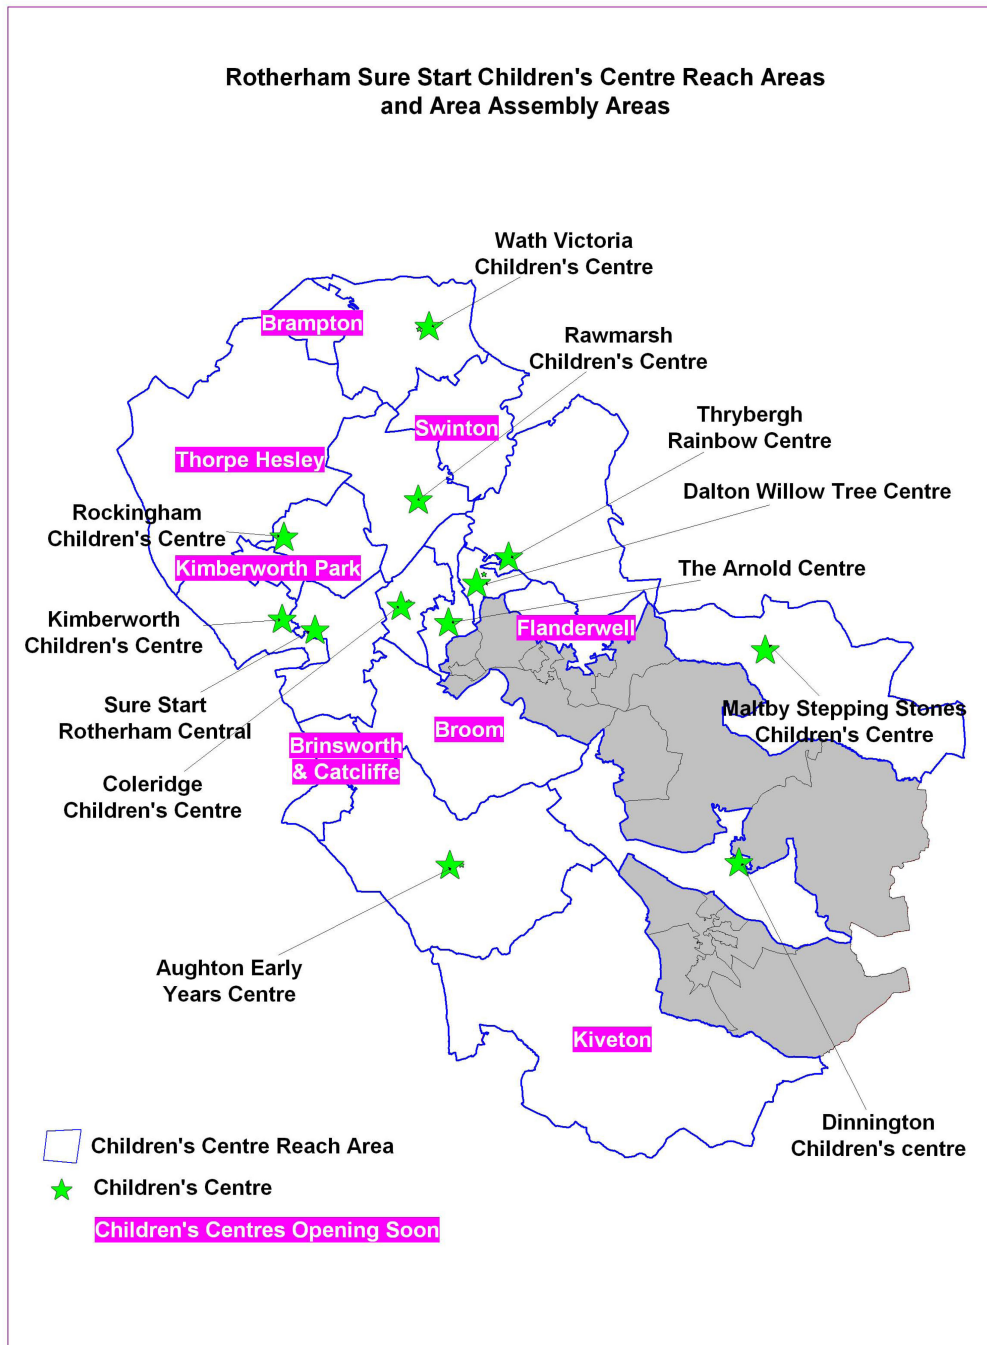 Rotherham Sure Start Children's Centre Reach Areas
and Area Assembly Areas
Wath Victoria
Children's Centre
Brampton
Rawmarsh
Children's Centre
Swinton
Thrybergh
Rainbow Centre
Thorpe Hesley
Dalton Willow Tree Centre
Rockingham
Children's Centre
Kimberworth Park
The Arnold Centre
Kimberworth
Children's Centre
Flanderwell
Sure Start
Rotherham Central
Maltby Stepping Stones
Children's Centre
Broom
Brinsworth
& Catcliffe
Coleridge
Children's Centre
Aughton Early
Years Centre
Kiveton
Dinnington
Children's centre
Children's Centre Reach Area
Children's Centre
Children's Centres Opening Soon